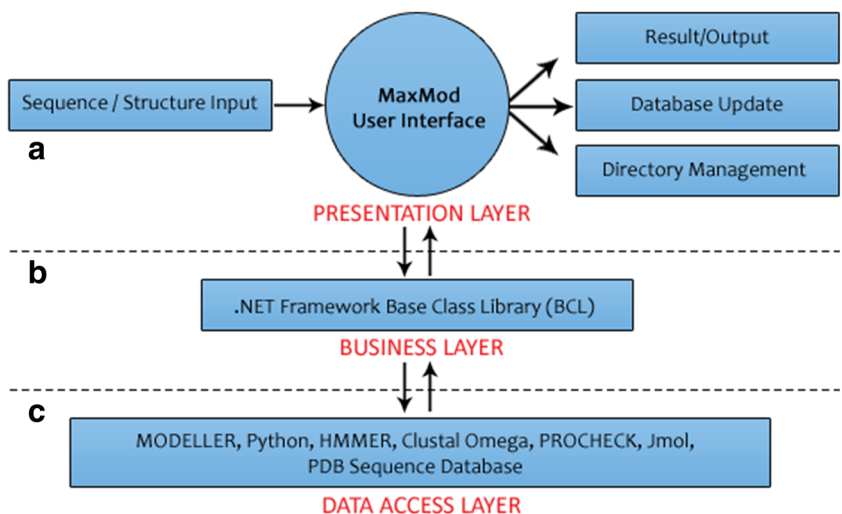 Sequence / Structure Input
MaxMod
User Interface
Result/Output
Database Update
Directory Management
a
PRESENTATION LAYER
b
.NET Framework Base Class Library (BCL)
BUSINESS LAYER
c
MODELLER, Python, HMMER, Clustal Omega, PROCHECK, Jmol,
PDB Sequence Database
DATA ACCESS LAYER